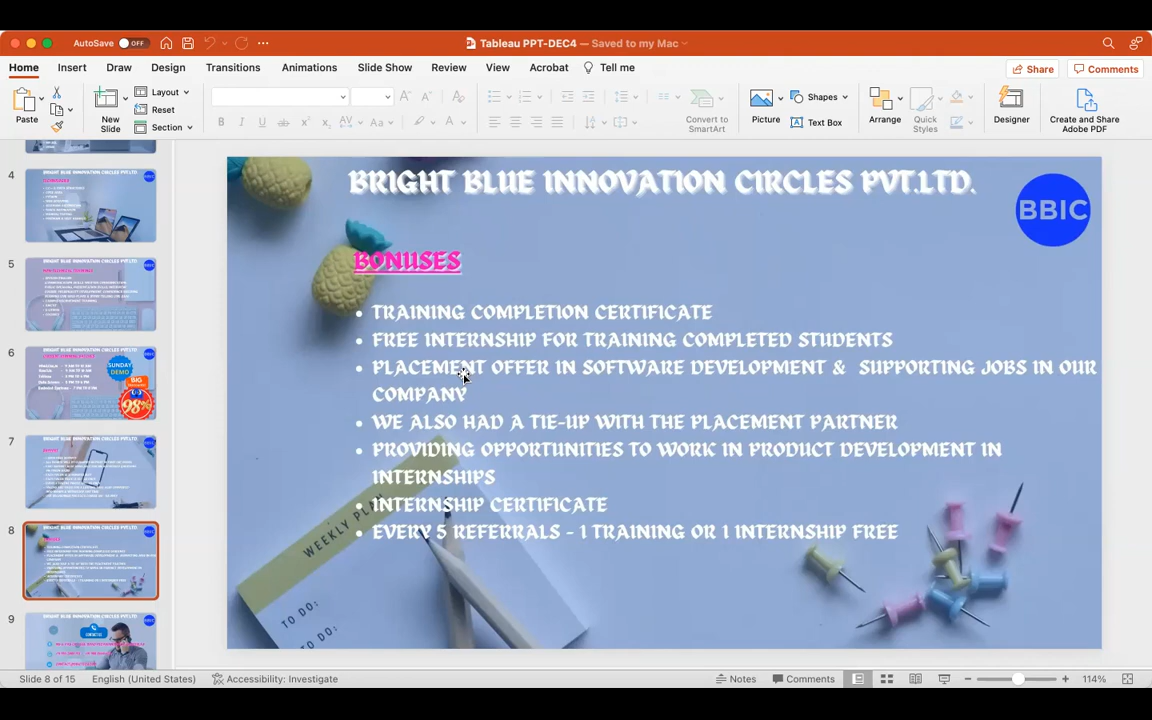 AutoSave OFF
Tableau PPT-DEC4 — Saved to my Mac
Home Insert Draw Design Transitions Animations Slide Show Review View Acrobat Tell me
Share Comments
Paste
New Slide
Layout
Reset
Section
B I U ab
Convert to SmartArt
Picture
Shapes
Text Box
Arrange
Quick Styles
Designer
Create and Share Adobe PDF
4
5
6
SUNDAY DEMO
98%
7
8
9
BRIGHT BLUE INNOVATION CIRCLES PVT.LTD.
BBIC
BONUSES
• TRAINING COMPLETION CERTIFICATE
• FREE INTERNSHIP FOR TRAINING COMPLETED STUDENTS
• PLACEMENT OFFER IN SOFTWARE DEVELOPMENT & SUPPORTING JOBS IN OUR
COMPANY
• WE ALSO HAD A TIE-UP WITH THE PLACEMENT PARTNER
• PROVIDING OPPORTUNITIES TO WORK IN PRODUCT DEVELOPMENT IN
INTERNSHIPS
• INTERNSHIP CERTIFICATE
• EVERY 5 REFERRALS - 1 TRAINING OR 1 INTERNSHIP FREE
WEEKLY PLAN
TO DO:
TO DO:
Slide 8 of 15 English (United States) Accessibility: Investigate Notes Comments 114%